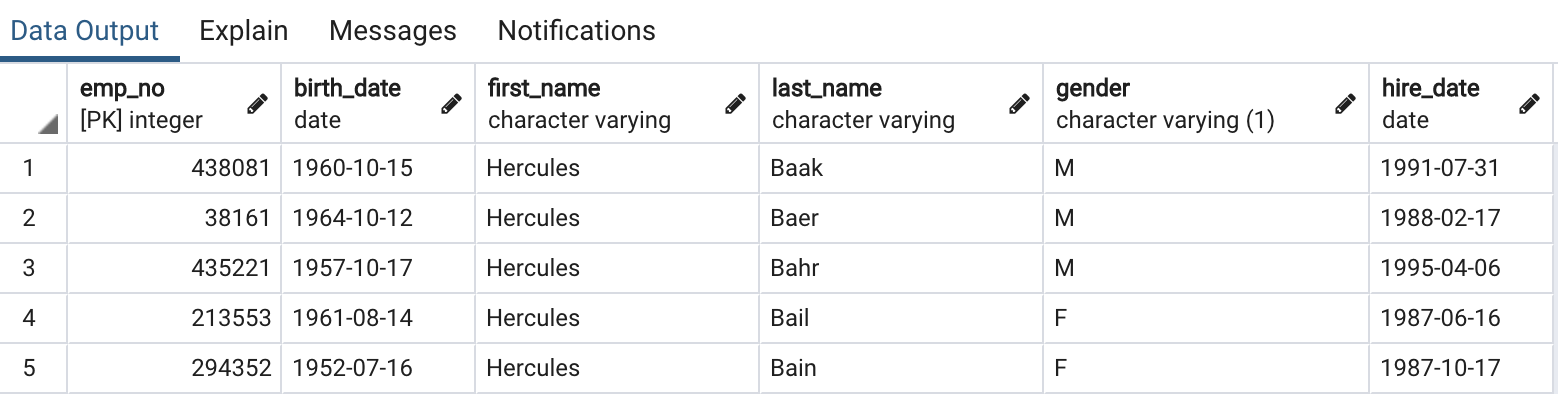 Data Output Explain Messages Notifications
emp_no birth_date first_name last_name gender hire_date
[PK] integer date character varying character varying character varying (1) date
1 438081 1960-10-15 Hercules Baak M 1991-07-31
2 38161 1964-10-12 Hercules Baer M 1988-02-17
3 435221 1957-10-17 Hercules Bahr M 1995-04-06
4 213553 1961-08-14 Hercules Bail F 1987-06-16
5 294352 1952-07-16 Hercules Bain F 1987-10-17